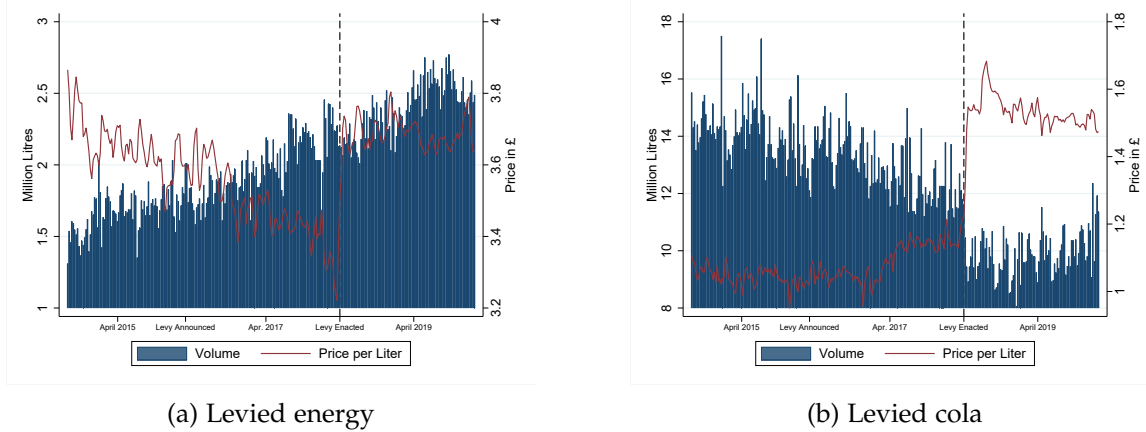 3
2.5
2
1.5
1
Million Litres
4
3.8
3.6
3.4
3.2
Price in £
April 2015
Levy Announced
Apr. 2017
Levy Enacted
April 2019
Volume
Price per Liter
(a) Levied energy
18
16
14
12
10
8
Million Litres
1.8
1.6
1.4
1.2
1
Price in £
April 2015
Levy Announced
Apr. 2017
Levy Enacted
April 2019
Volume
Price per Liter
(b) Levied cola